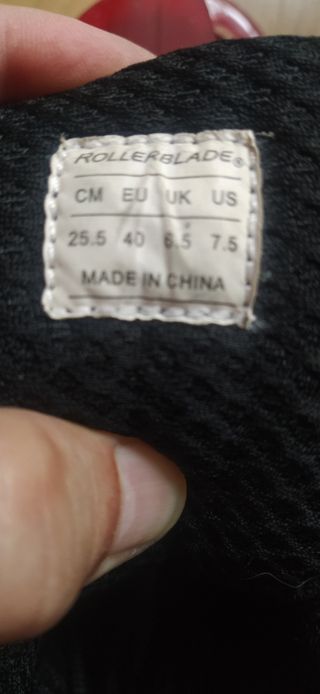 ROLLERBLADE®
CM EU UK US
25.5 40 6.5 7.5
MADE IN CHINA